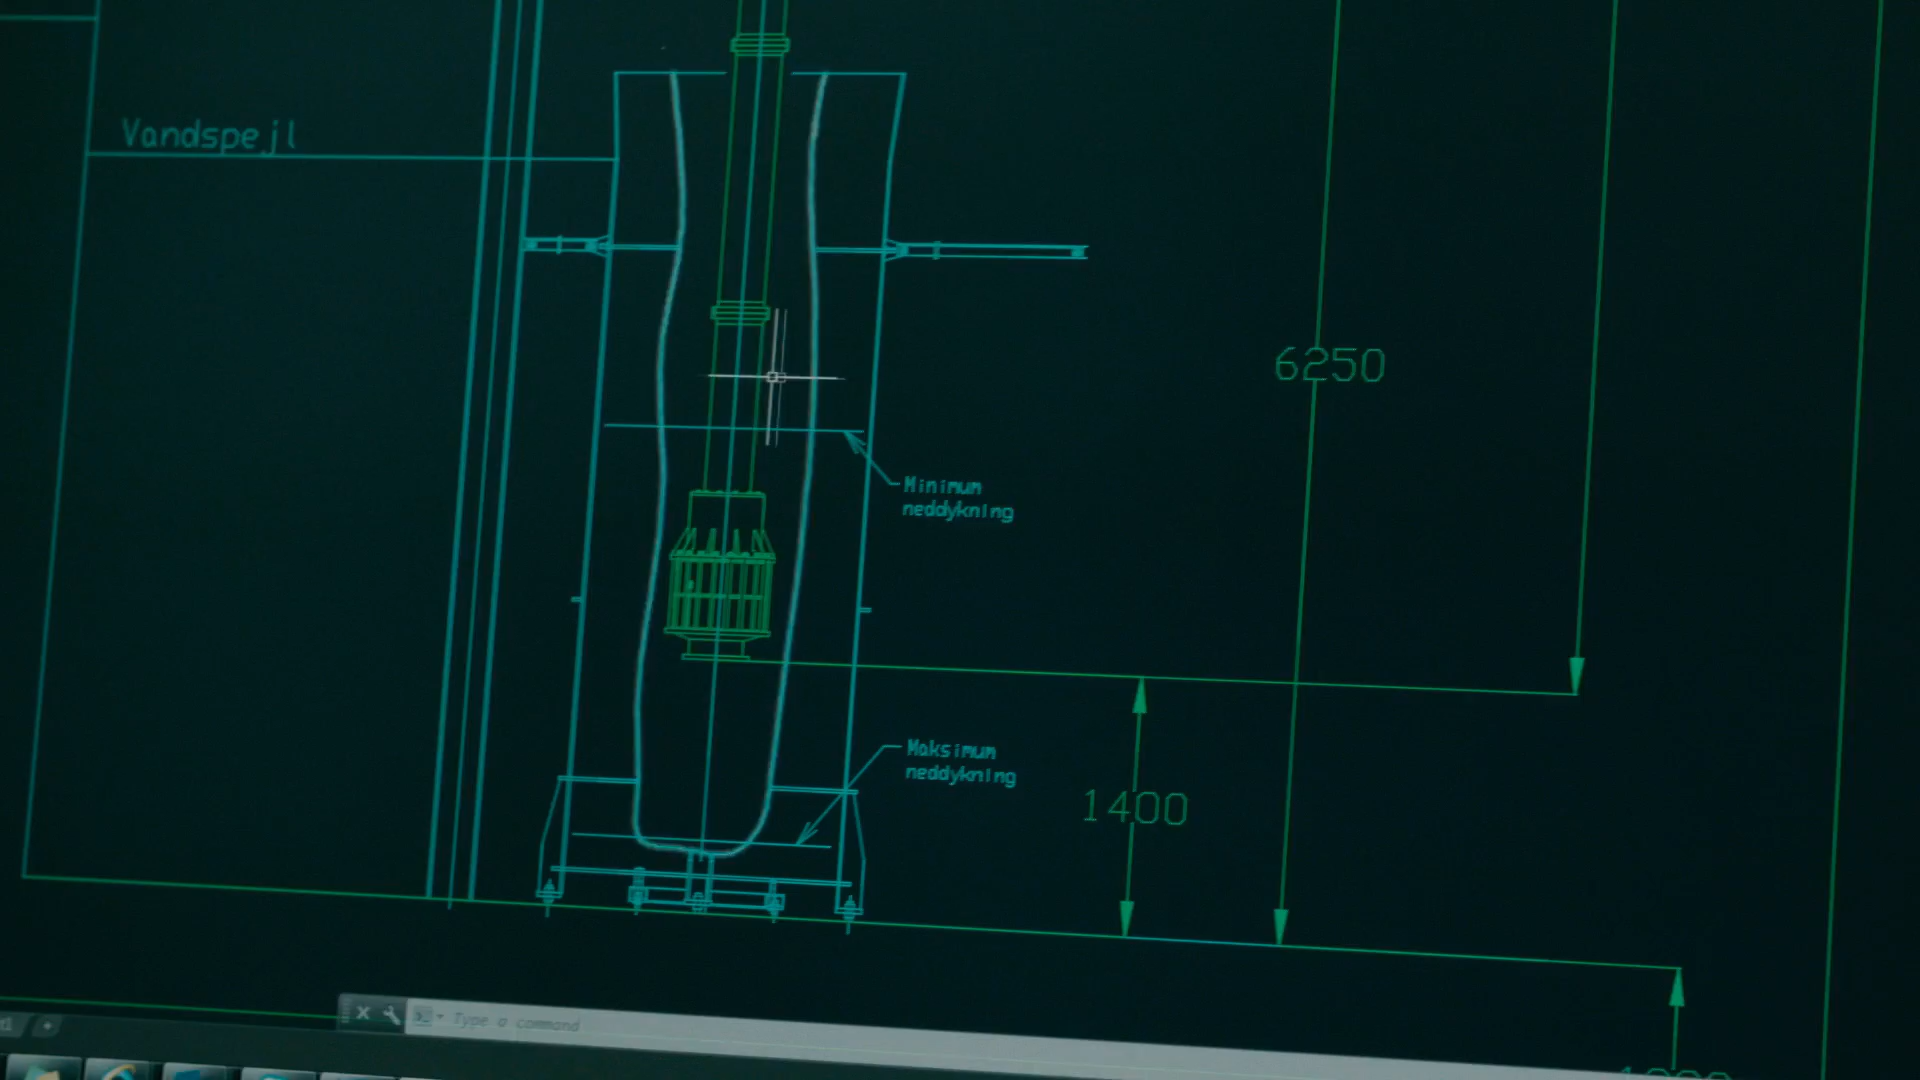 Vandspejl
6250
Minimum
neddykning
Maksimum
neddykning
1400
Type a command